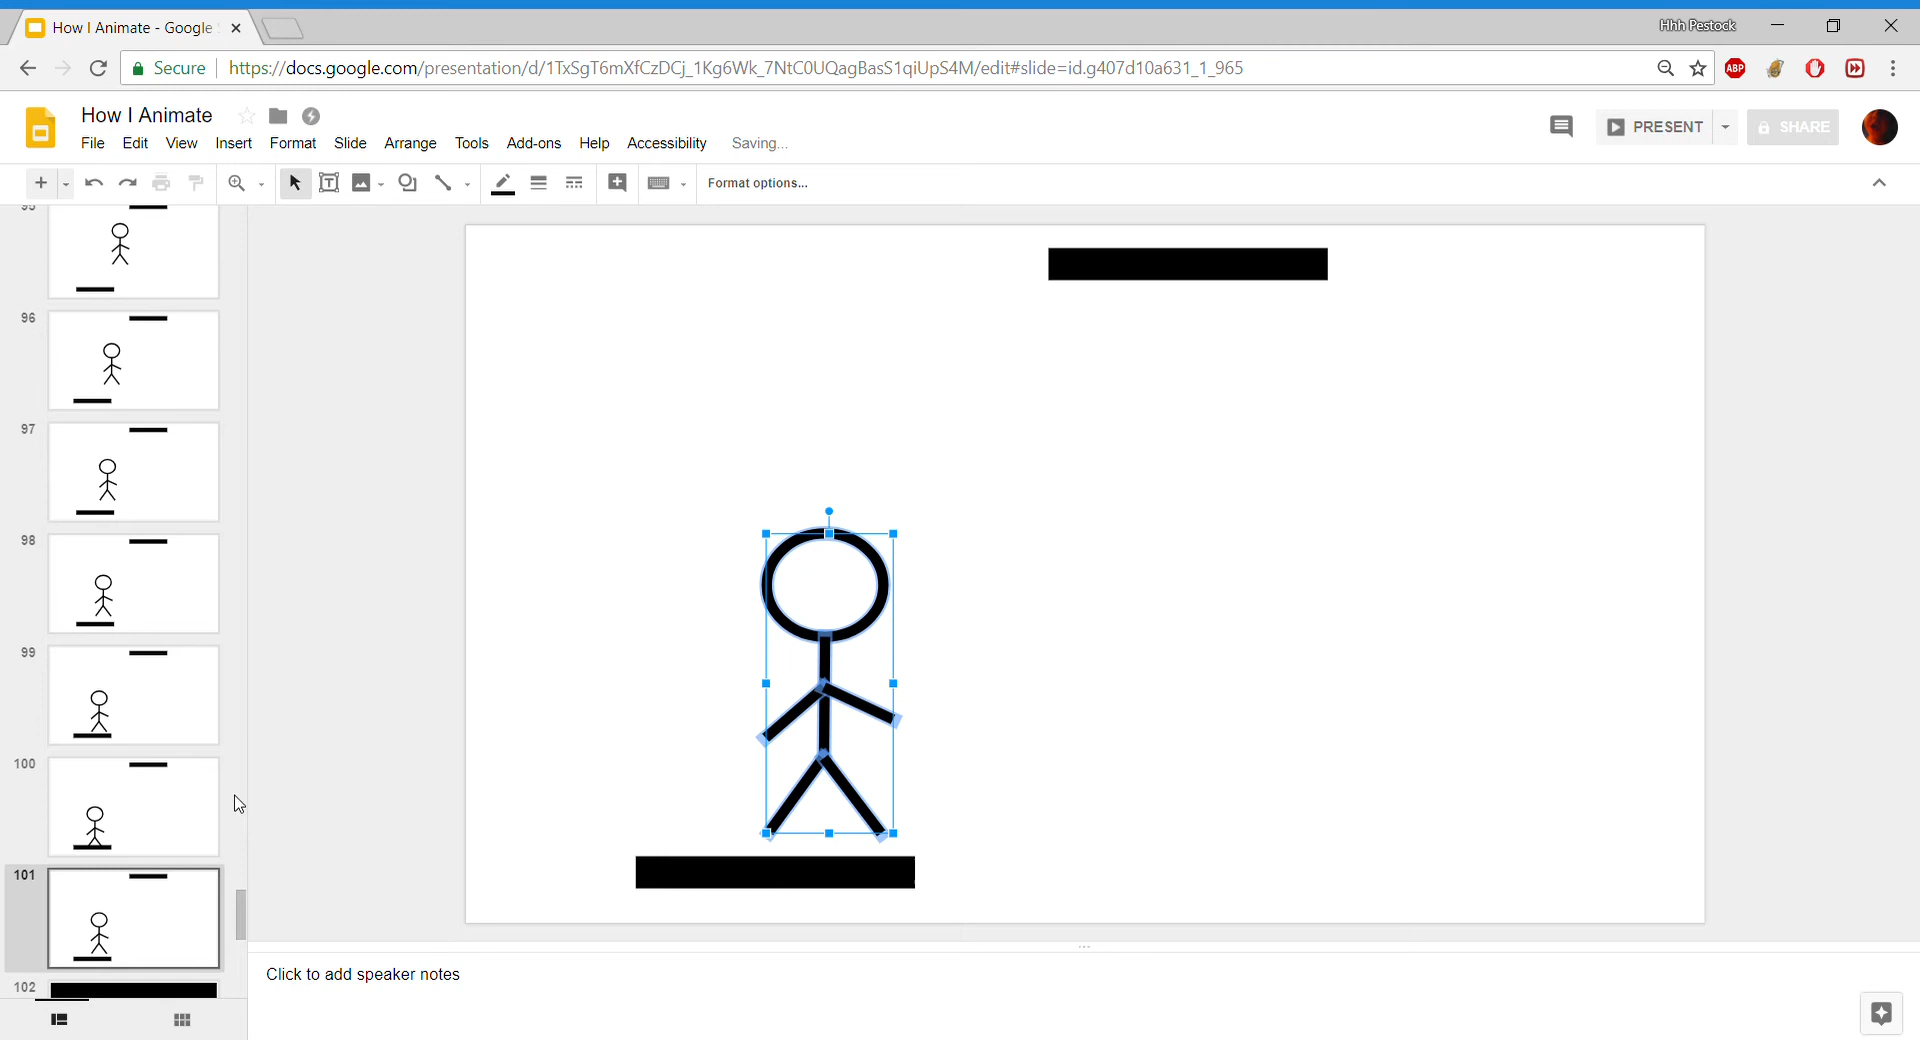 How I Animate - Google
Hhh Pestock
Secure
https://docs.google.com/presentation/d/1TxSgT6mXfCzDCj_1Kg6Wk_7NtC0UQagBasS1qiUpS4M/edit#slide=id.g407d10a631_1_965
ABP
How I Animate
File Edit View Insert Format Slide Arrange Tools Add-ons Help Accessibility Saving...
PRESENT
SHARE
Format options...
95
96
97
98
99
100
101
102
Click to add speaker notes